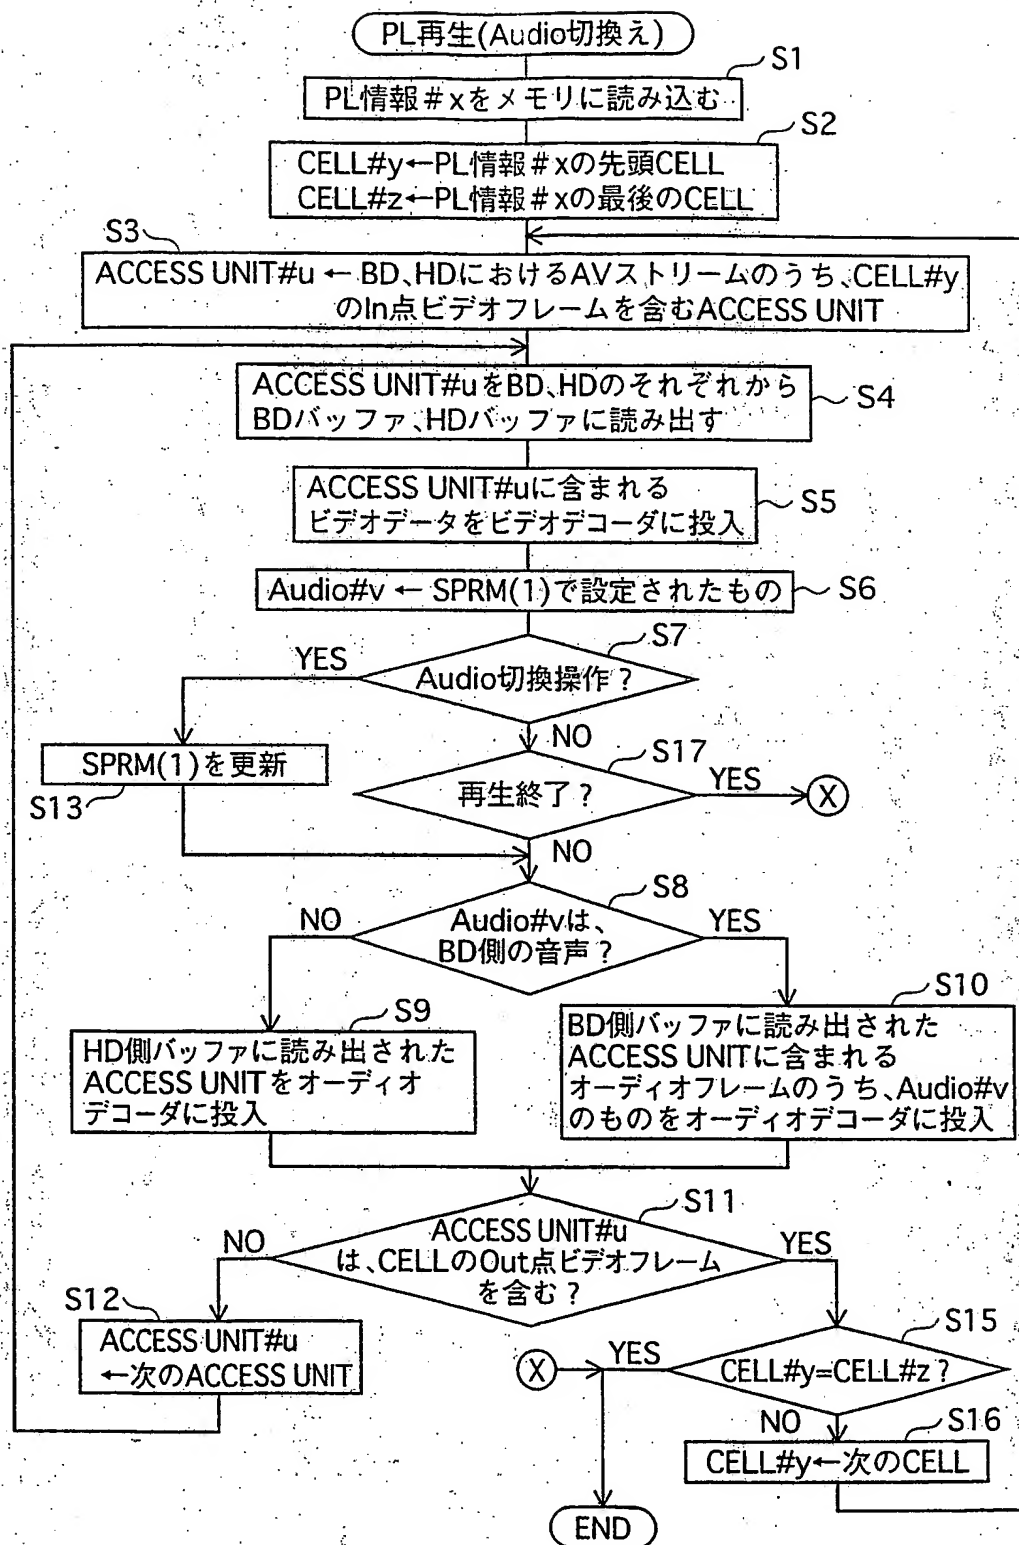 PL再生(Audio切換え)
S1
PL情報#xをメモリに読み込む
S2
CELL#y←PL情報#xの先頭CELL
CELL#z←PL情報#xの最後のCELL
S3
ACCESS UNIT#u ← BD、HDにおけるAVストリームのうち、CELL#y
のIn点ビデオフレームを含むACCESS UNIT
ACCESS UNIT#uをBD、HDのそれぞれから
BDバッファ、HDバッファに読み出す
S4
ACCESS UNIT#uに含まれる
ビデオデータをビデオデコーダに投入
S5
Audio#v ← SPRM(1)で設定されたもの
S6
S7
YES
Audio切換操作?
NO
S17
SPRM(1)を更新
S13
再生終了?
YES
X
NO
S8
NO
Audio#vは、
BD側の音声?
YES
S9
HD側バッファに読み出された
ACCESS UNITをオーディオ
デコーダに投入
S10
BD側バッファに読み出された
ACCESS UNITに含まれる
オーディオフレームのうち、Audio#v
のものをオーディオデコーダに投入
S11
NO
ACCESS UNIT#u
は、CELLのOut点ビデオフレーム
を含む?
YES
S12
ACCESS UNIT#u
←次のACCESS UNIT
S15
X
YES
CELL#y=CELL#z?
NO
S16
CELL#y←次のCELL
END